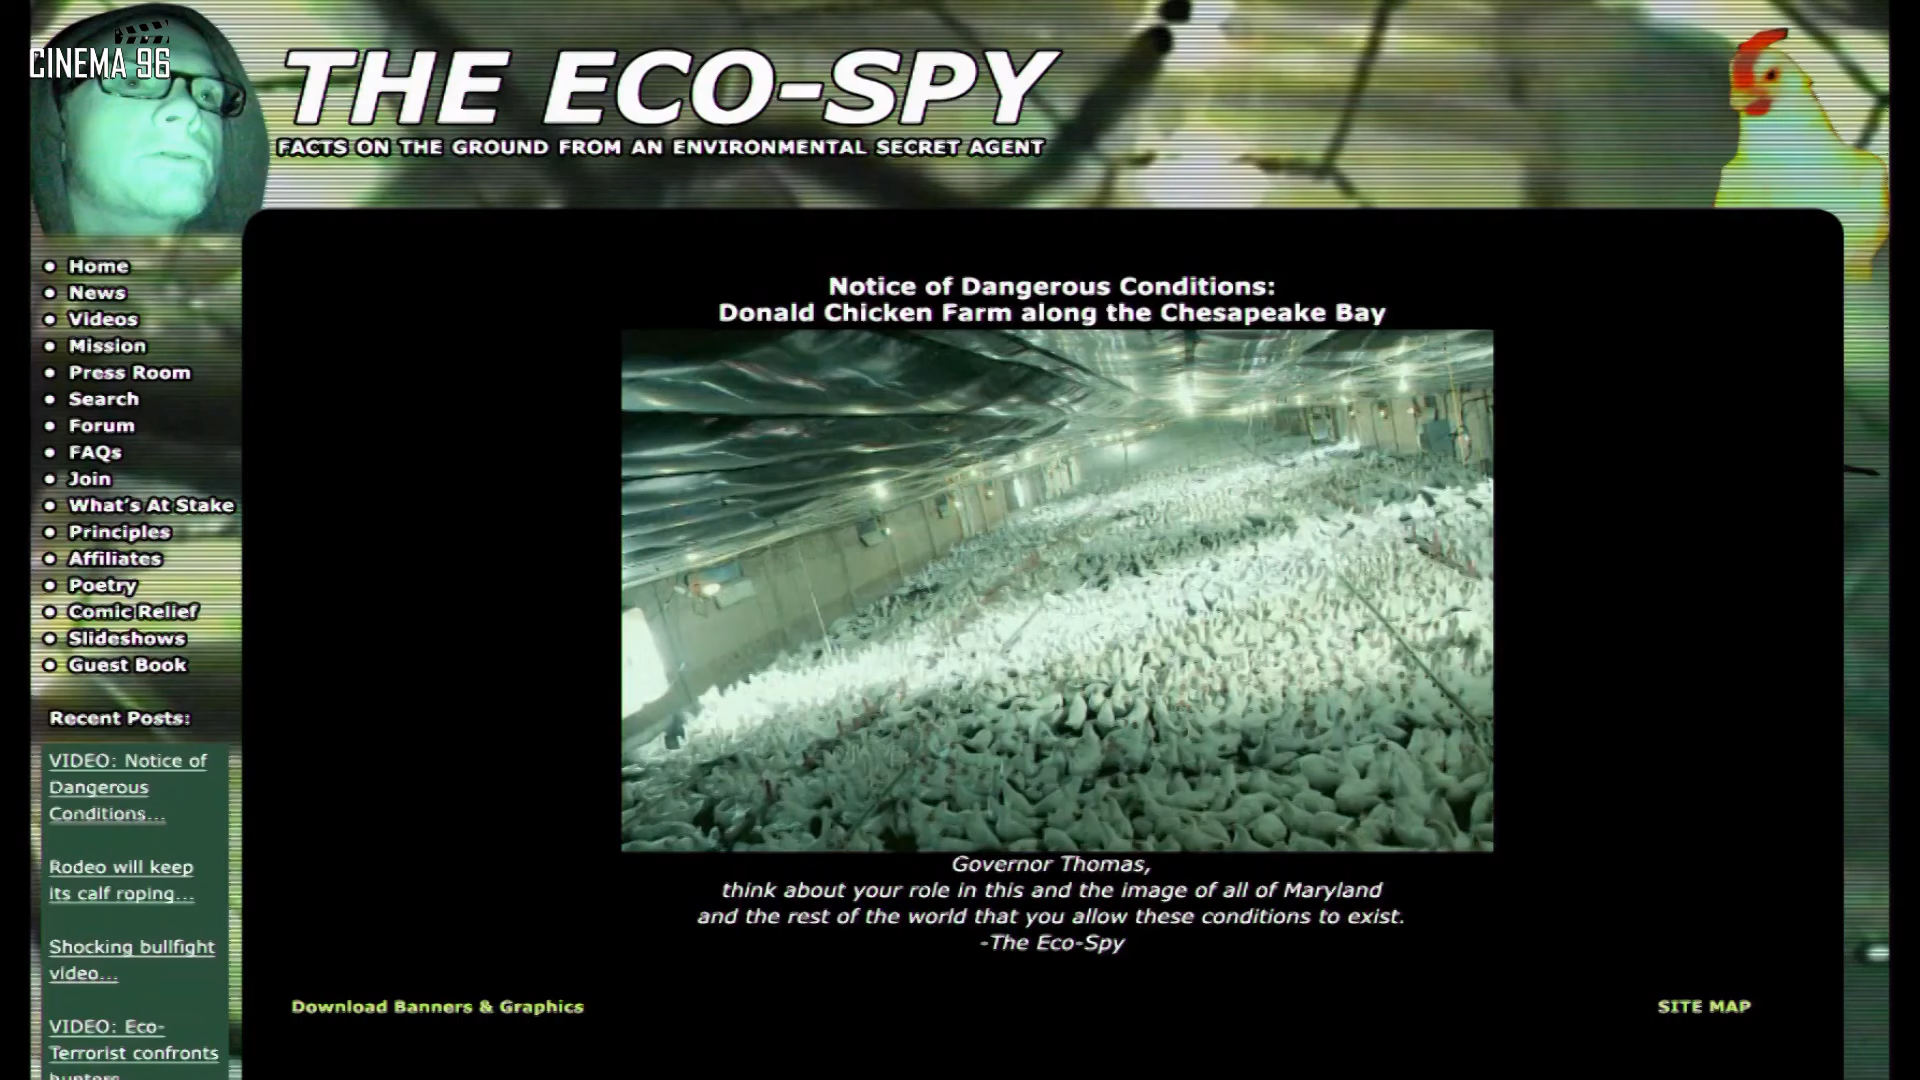 CINEMA 96
THE ECO-SPY
FACTS ON THE GROUND FROM AN ENVIRONMENTAL SECRET AGENT
Home
News
Videos
Mission
Press Room
Search
Forum
FAQs
Join
What's At Stake
Principles
Affiliates
Poetry
Comic Relief
Slideshows
Guest Book
Recent Posts:
VIDEO: Notice of
Dangerous
Conditions...
Rodeo will keep
its calf roping...
Shocking bullfight
video...
VIDEO: Eco-
Terrorist confronts
hunters
Notice of Dangerous Conditions:
Donald Chicken Farm along the Chesapeake Bay
Governor Thomas,
think about your role in this and the image of all of Maryland
and the rest of the world that you allow these conditions to exist.
-The Eco-Spy
Download Banners & Graphics
SITE MAP